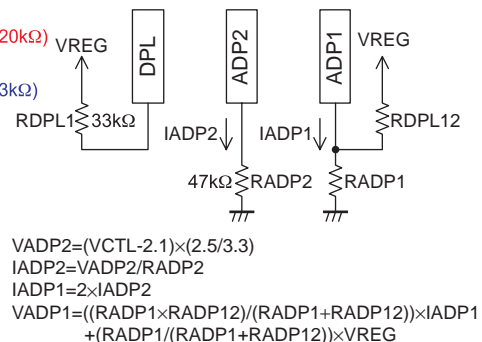 20kΩ)
VREG
DPL
ADP2
ADP1
VREG
3kΩ)
RDPL1
33kΩ
IADP2
IADP1
RDPL12
47kΩ
RADP2
RADP1
VADP2=(VCTL-2.1)×(2.5/3.3)
IADP2=VADP2/RADP2
IADP1=2×IADP2
VADP1=((RADP1×RADP12)/(RADP1+RADP12))×IADP1
+(RADP1/(RADP1+RADP12))×VREG